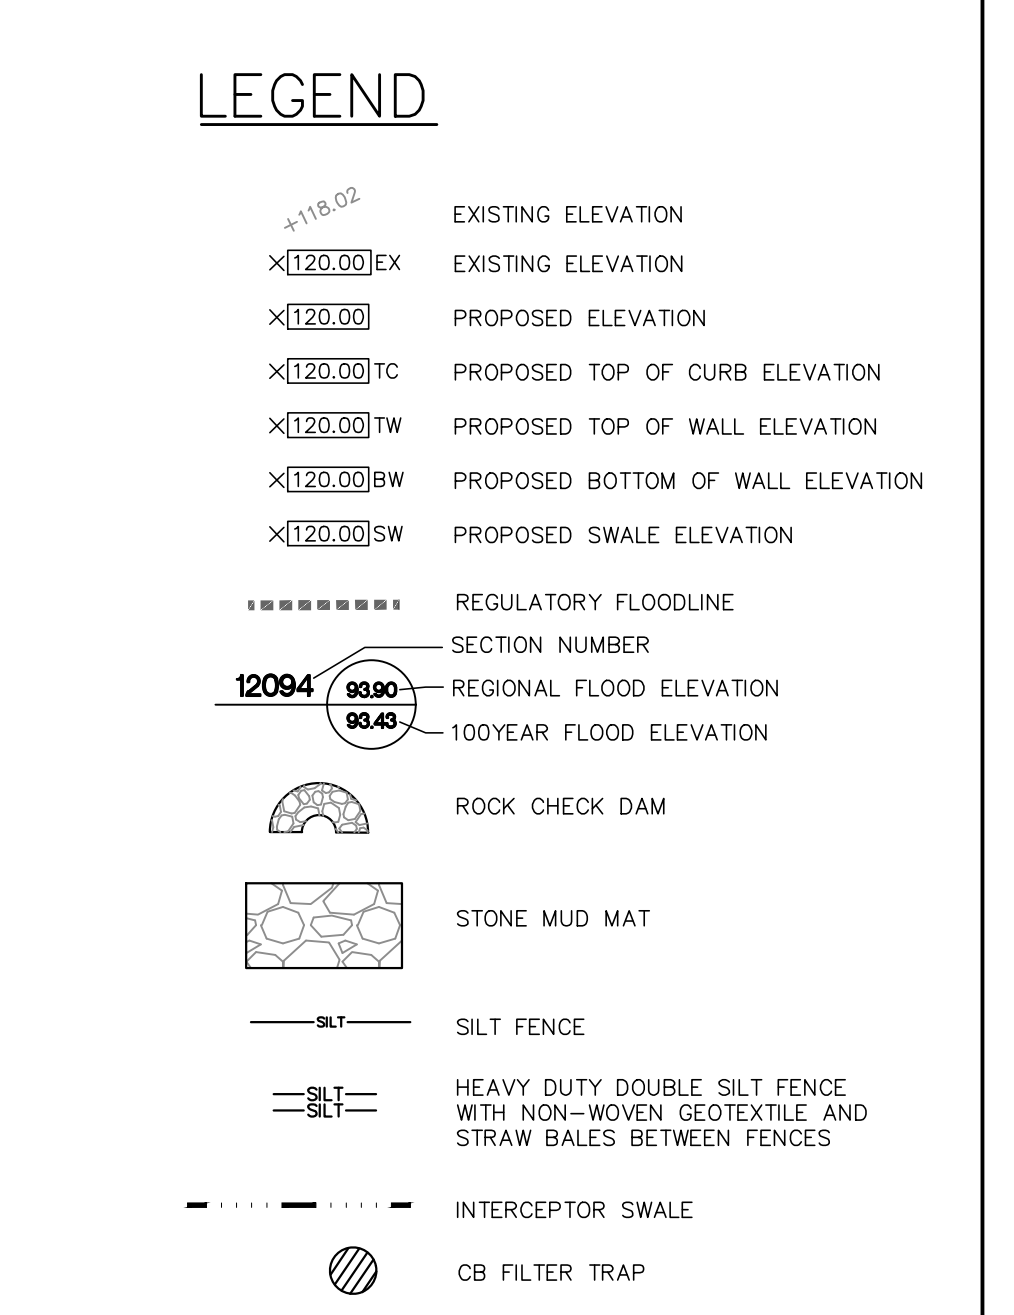 LEGEND
+118.02 EXISTING ELEVATION
×120.00 EX EXISTING ELEVATION
×120.00 PROPOSED ELEVATION
×120.00 TC PROPOSED TOP OF CURB ELEVATION
×120.00 TW PROPOSED TOP OF WALL ELEVATION
×120.00 BW PROPOSED BOTTOM OF WALL ELEVATION
×120.00 SW PROPOSED SWALE ELEVATION
REGULATORY FLOODLINE
SECTION NUMBER
12094 93.90 REGIONAL FLOOD ELEVATION
93.43 100YEAR FLOOD ELEVATION
ROCK CHECK DAM
STONE MUD MAT
SILT SILT FENCE
SILT HEAVY DUTY DOUBLE SILT FENCE
SILT WITH NON-WOVEN GEOTEXTILE AND
STRAW BALES BETWEEN FENCES
INTERCEPTOR SWALE
CB FILTER TRAP